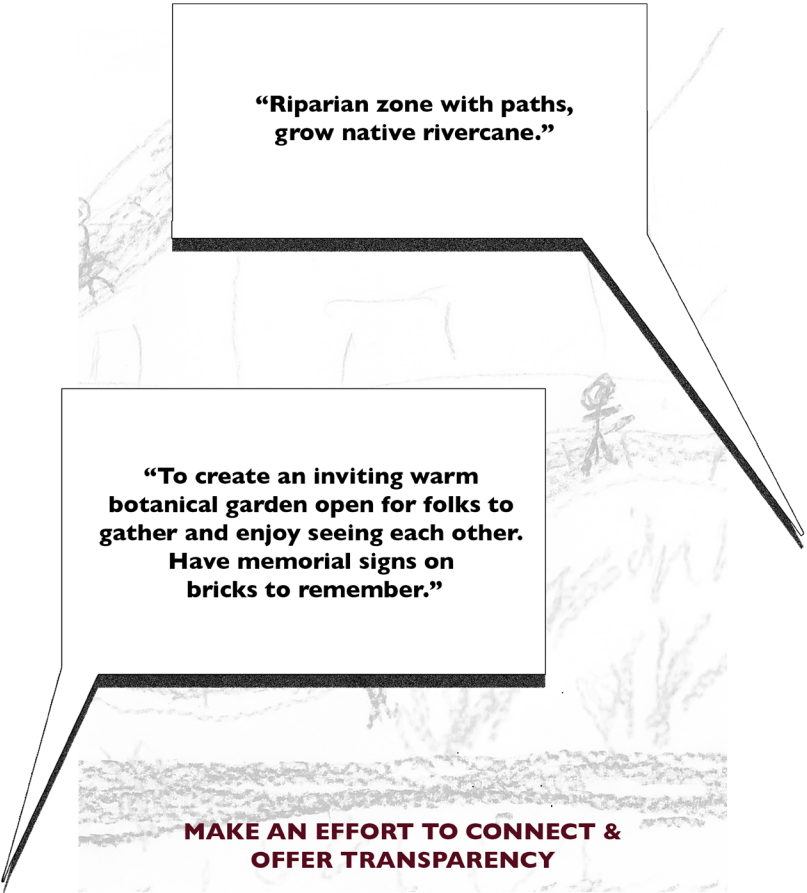 “Riparian zone with paths,
grow native rivercane.”
“To create an inviting warm
botanical garden open for folks to
gather and enjoy seeing each other.
Have memorial signs on
bricks to remember.”
MAKE AN EFFORT TO CONNECT &
OFFER TRANSPARENCY